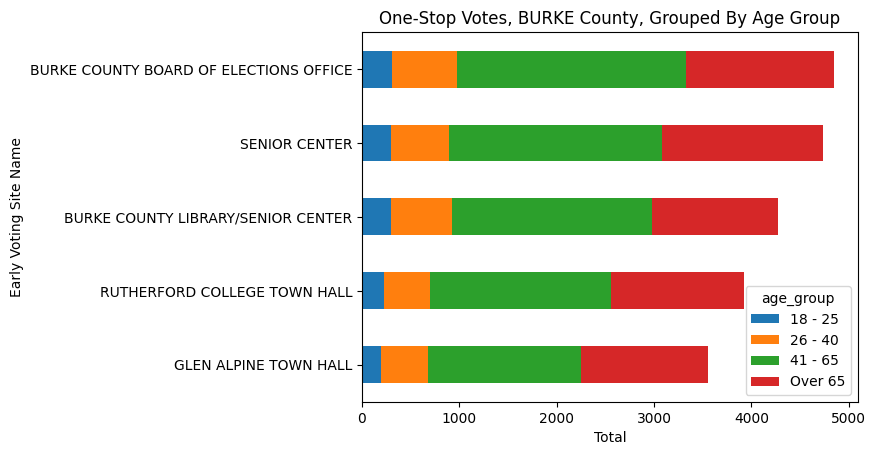 One-Stop Votes, BURKE County, Grouped By Age Group
Early Voting Site Name
BURKE COUNTY BOARD OF ELECTIONS OFFICE
SENIOR CENTER
BURKE COUNTY LIBRARY/SENIOR CENTER
RUTHERFORD COLLEGE TOWN HALL
GLEN ALPINE TOWN HALL
age_group
18 - 25
26 - 40
41 - 65
Over 65
0 1000 2000 3000 4000 5000
Total